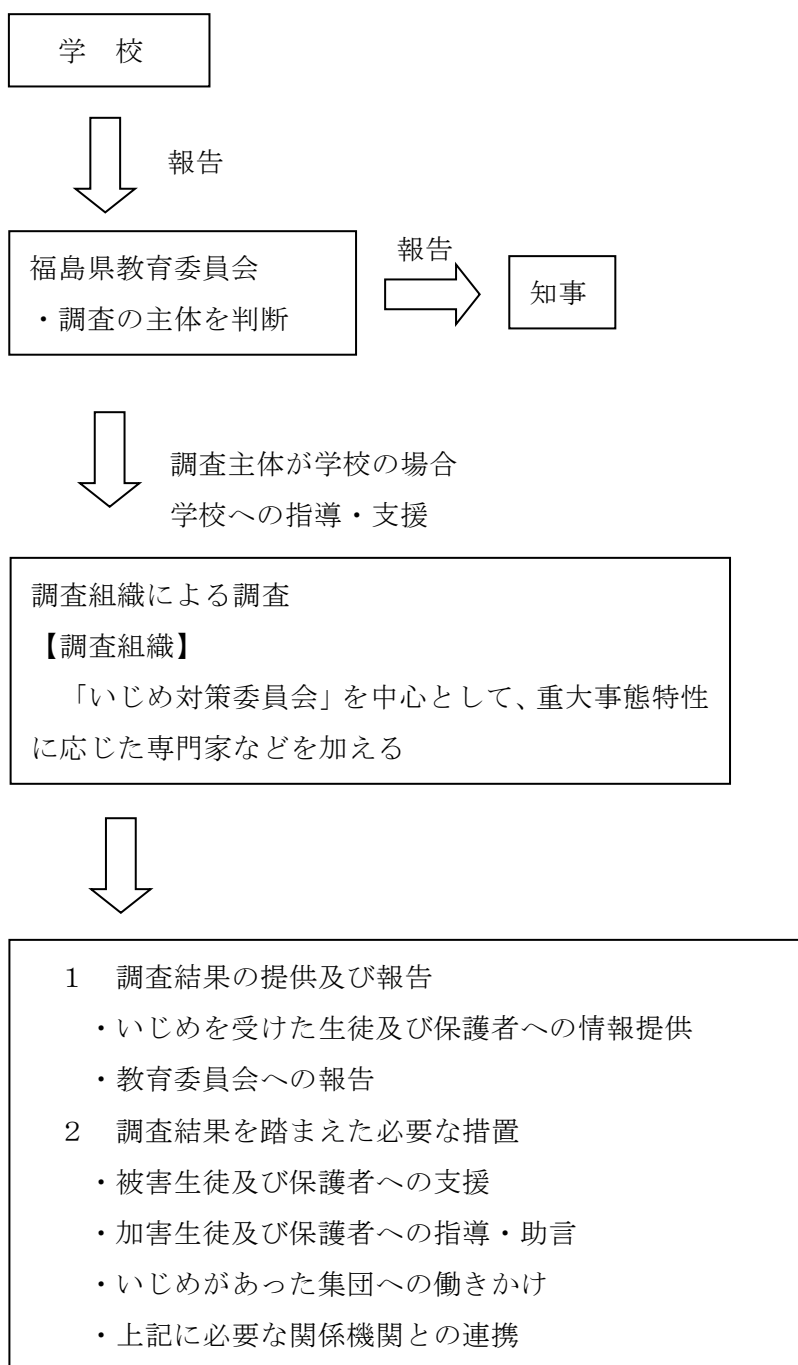 学 校
報告
福島県教育委員会
・調査の主体を判断
報告
知事
調査主体が学校の場合
学校への指導・支援
調査組織による調査
【調査組織】
「いじめ対策委員会」を中心として、重大事態特性
に応じた専門家などを加える
1 調査結果の提供及び報告
・いじめを受けた生徒及び保護者への情報提供
・教育委員会への報告
2 調査結果を踏まえた必要な措置
・被害生徒及び保護者への支援
・加害生徒及び保護者への指導・助言
・いじめがあった集団への働きかけ
・上記に必要な関係機関との連携